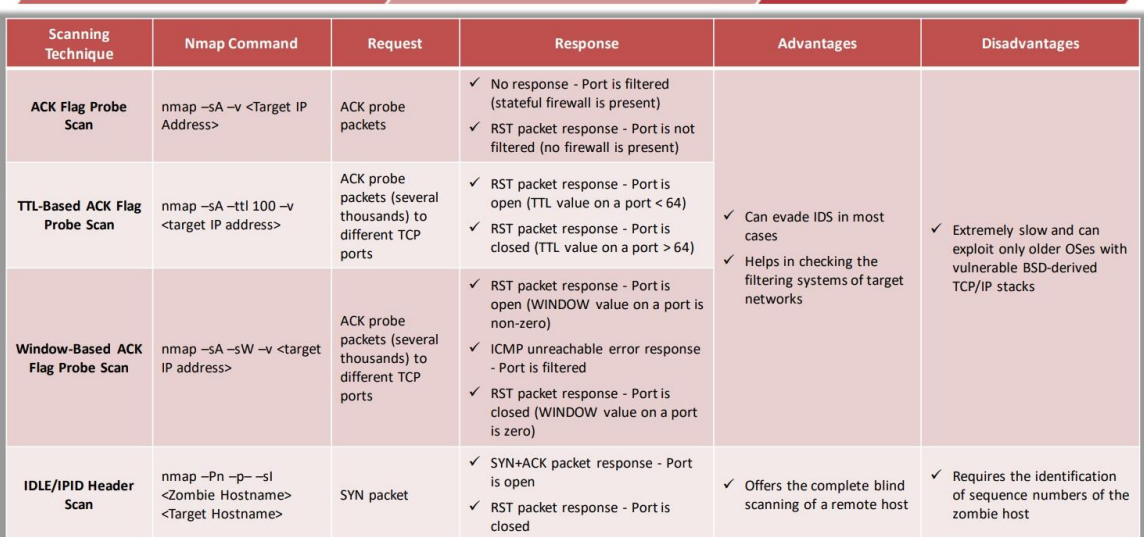 Scanning
Technique
Nmap Command
Request
Response
Advantages
Disadvantages
ACK Flag Probe
Scan
nmap –sA –v <Target IP
Address>
ACK probe
packets
✓ No response - Port is filtered
(stateful firewall is present)
✓ RST packet response - Port is not
filtered (no firewall is present)
TTL-Based ACK Flag
Probe Scan
nmap –sA –ttl 100 –v
<target IP address>
ACK probe
packets (several
thousands) to
different TCP
ports
✓ RST packet response - Port is
open (TTL value on a port < 64)
✓ RST packet response - Port is
closed (TTL value on a port > 64)
Window-Based ACK
Flag Probe Scan
nmap –sA –sW –v <target
IP address>
ACK probe
packets (several
thousands) to
different TCP
ports
✓ RST packet response - Port is
open (WINDOW value on a port is
non-zero)
✓ ICMP unreachable error response
- Port is filtered
✓ RST packet response - Port is
closed (WINDOW value on a port
is zero)
✓ Can evade IDS in most
cases
✓ Helps in checking the
filtering systems of target
networks
✓ Extremely slow and can
exploit only older OSes with
vulnerable BSD-derived
TCP/IP stacks
IDLE/IPID Header
Scan
nmap –Pn –p– –sI
<Zombie Hostname>
<Target Hostname>
SYN packet
✓ SYN+ACK packet response - Port
is open
✓ RST packet response - Port is
closed
✓ Offers the complete blind
scanning of a remote host
✓ Requires the identification
of sequence numbers of the
zombie host